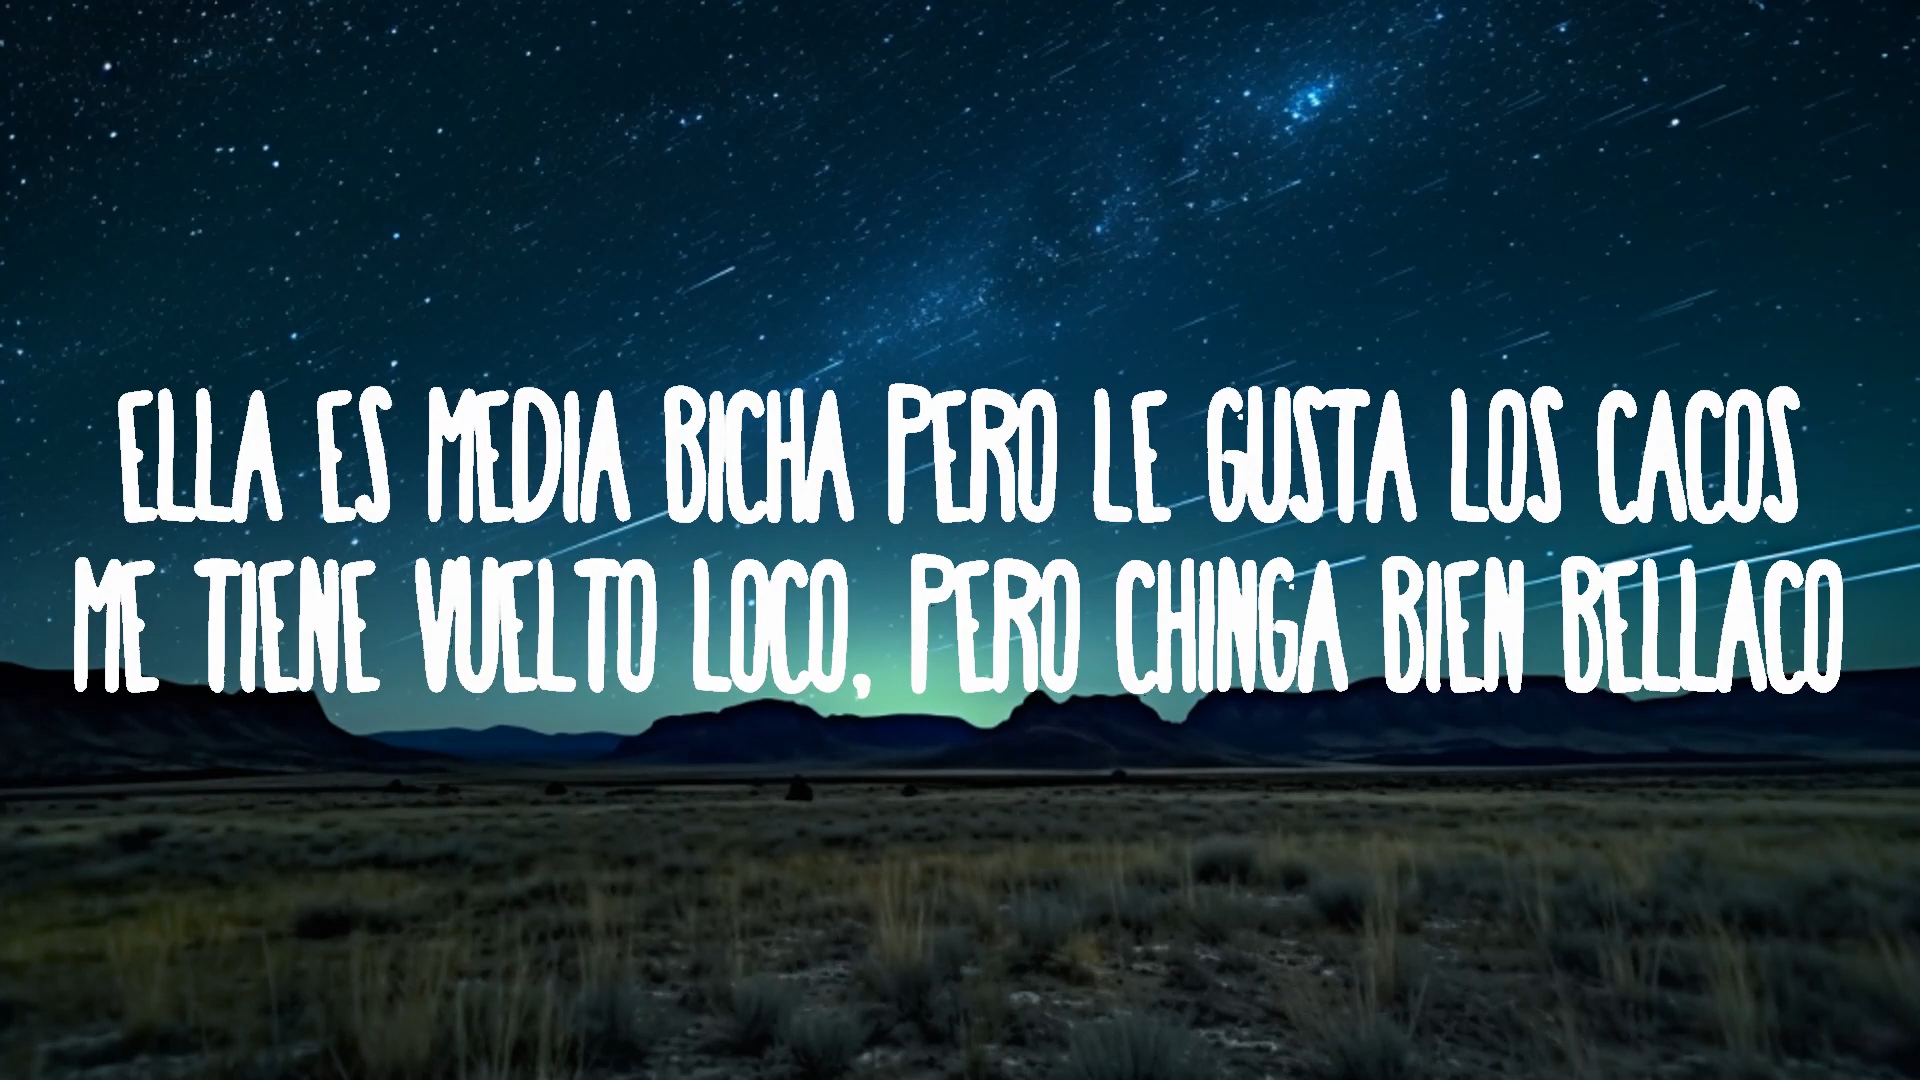 ELLA ES MEDIA BICHA PERO LE GUSTA LOS CACOS
ME TIENE VUELTO LOCO, PERO CHINGA BIEN BELLACO